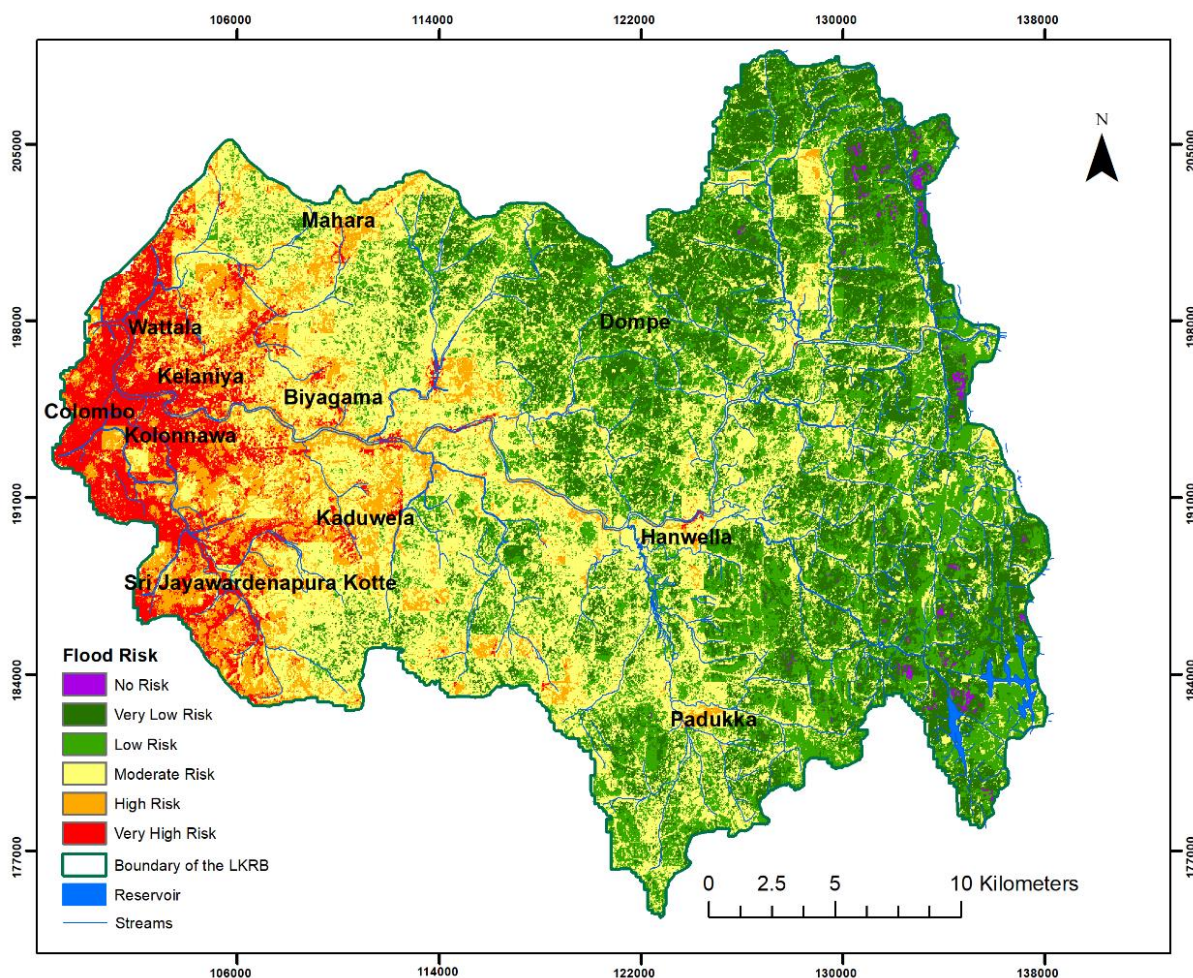 106000 114000 122000 130000 138000
N
205000 205000
Mahara
198000 Wattala Dompe 198000
Kelaniya
Biyagama
Colombo
Kolonnawa
191000 191000
Kaduwela
Hanwella
Sri Jayawardenapura Kotte
Flood Risk
No Risk
184000 184000
Very Low Risk
Padukka
Low Risk
Moderate Risk
High Risk
Very High Risk
177000 177000
Boundary of the LKRB
0 2.5 5 10 Kilometers
Reservoir
Streams
106000 114000 122000 130000 138000